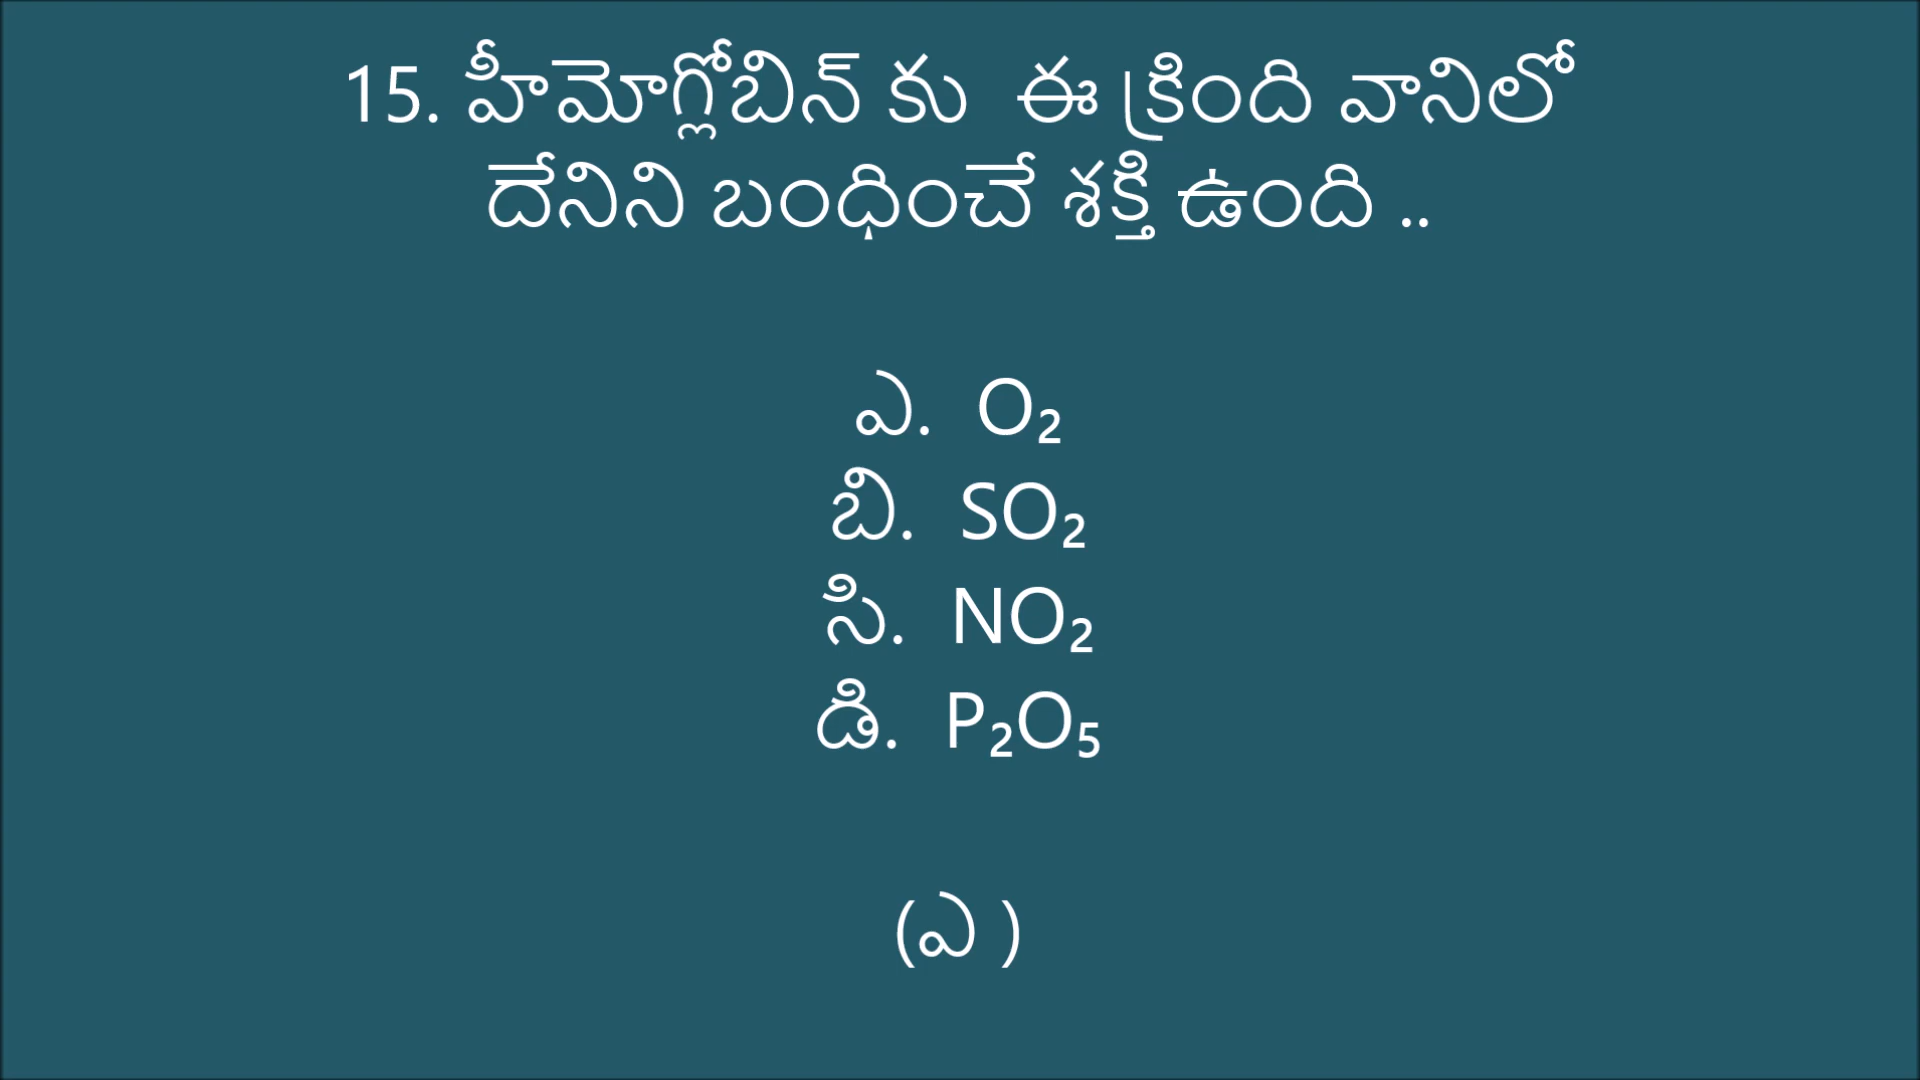 15. హీమోగ్లోబిన్ కు ఈ క్రింది వానిలో
దేనిని బంధించే శక్తి ఉంది ..
ఎ. O₂
బి. SO₂
సి. NO₂
డి. P₂O₅
(ఎ )